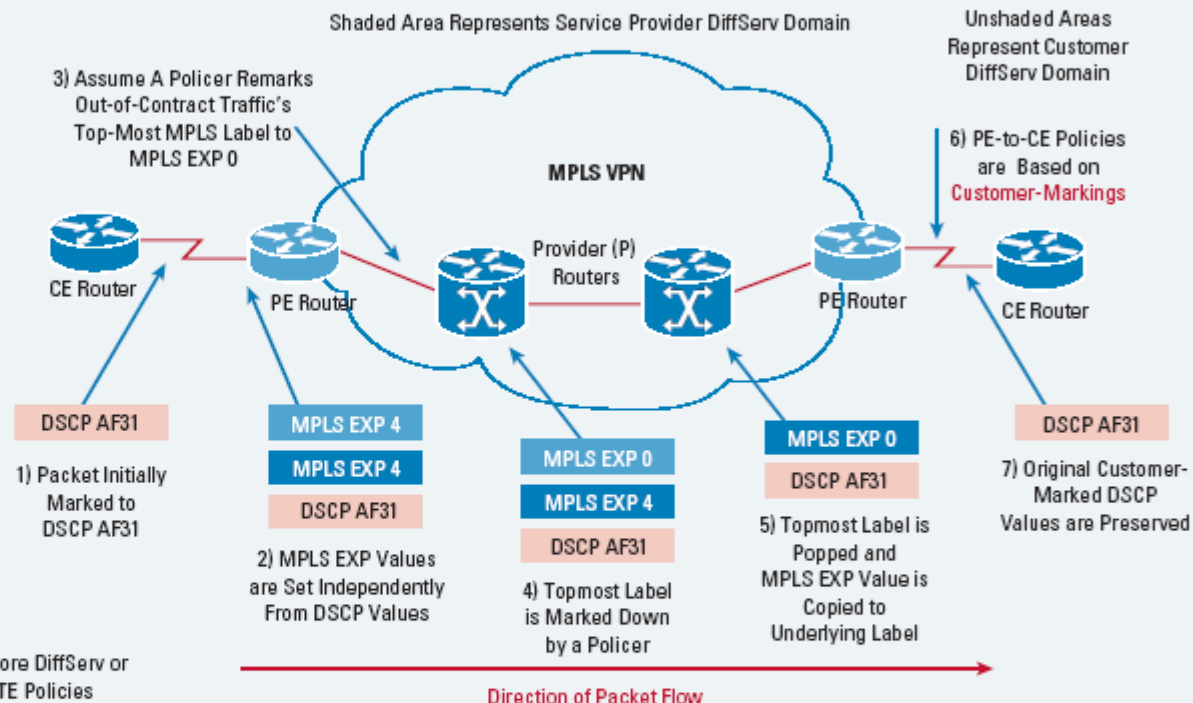 Shaded Area Represents Service Provider DiffServ Domain
Unshaded Areas
Represent Customer
DiffServ Domain
3) Assume A Policer Remarks
Out-of-Contract Traffic's
Top-Most MPLS Label to
MPLS EXP 0
6) PE-to-CE Policies
are Based on
Customer-Markings
MPLS VPN
Provider (P)
Routers
CE Router
PE Router
PE Router
CE Router
DSCP AF31
1) Packet Initially
Marked to
DSCP AF31
MPLS EXP 4
MPLS EXP 4
DSCP AF31
2) MPLS EXP Values
are Set Independently
From DSCP Values
MPLS EXP 0
MPLS EXP 4
DSCP AF31
4) Topmost Label
is Marked Down
by a Policer
MPLS EXP 0
DSCP AF31
5) Topmost Label is
Popped and
MPLS EXP Value is
Copied to
Underlying Label
DSCP AF31
7) Original Customer-
Marked DSCP
Values are Preserved
ore DiffServ or
TE Policies
Direction of Packet Flow